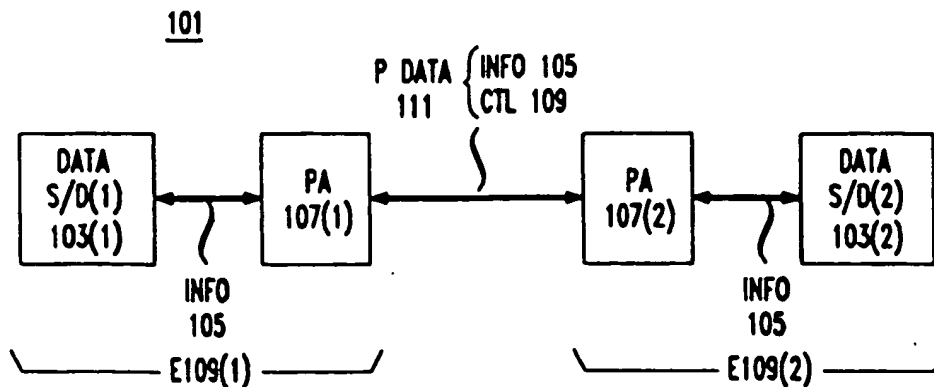 101
P DATA
111
INFO 105
CTL 109
DATA
S/D(1)
103(1)
PA
107(1)
PA
107(2)
DATA
S/D(2)
103(2)
INFO
105
INFO
105
E109(1)
E109(2)